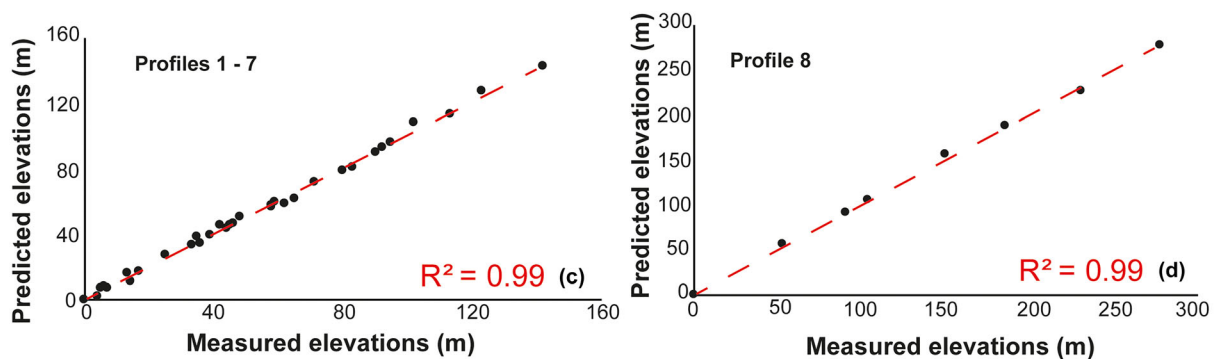 160
120
80
40
0
Predicted elevations (m)
Profiles 1 - 7
R² = 0.99 (c)
0 40 80 120 160
Measured elevations (m)
300
250
200
150
100
50
0
Predicted elevations (m)
Profile 8
R² = 0.99 (d)
0 50 100 150 200 250 300
Measured elevations (m)